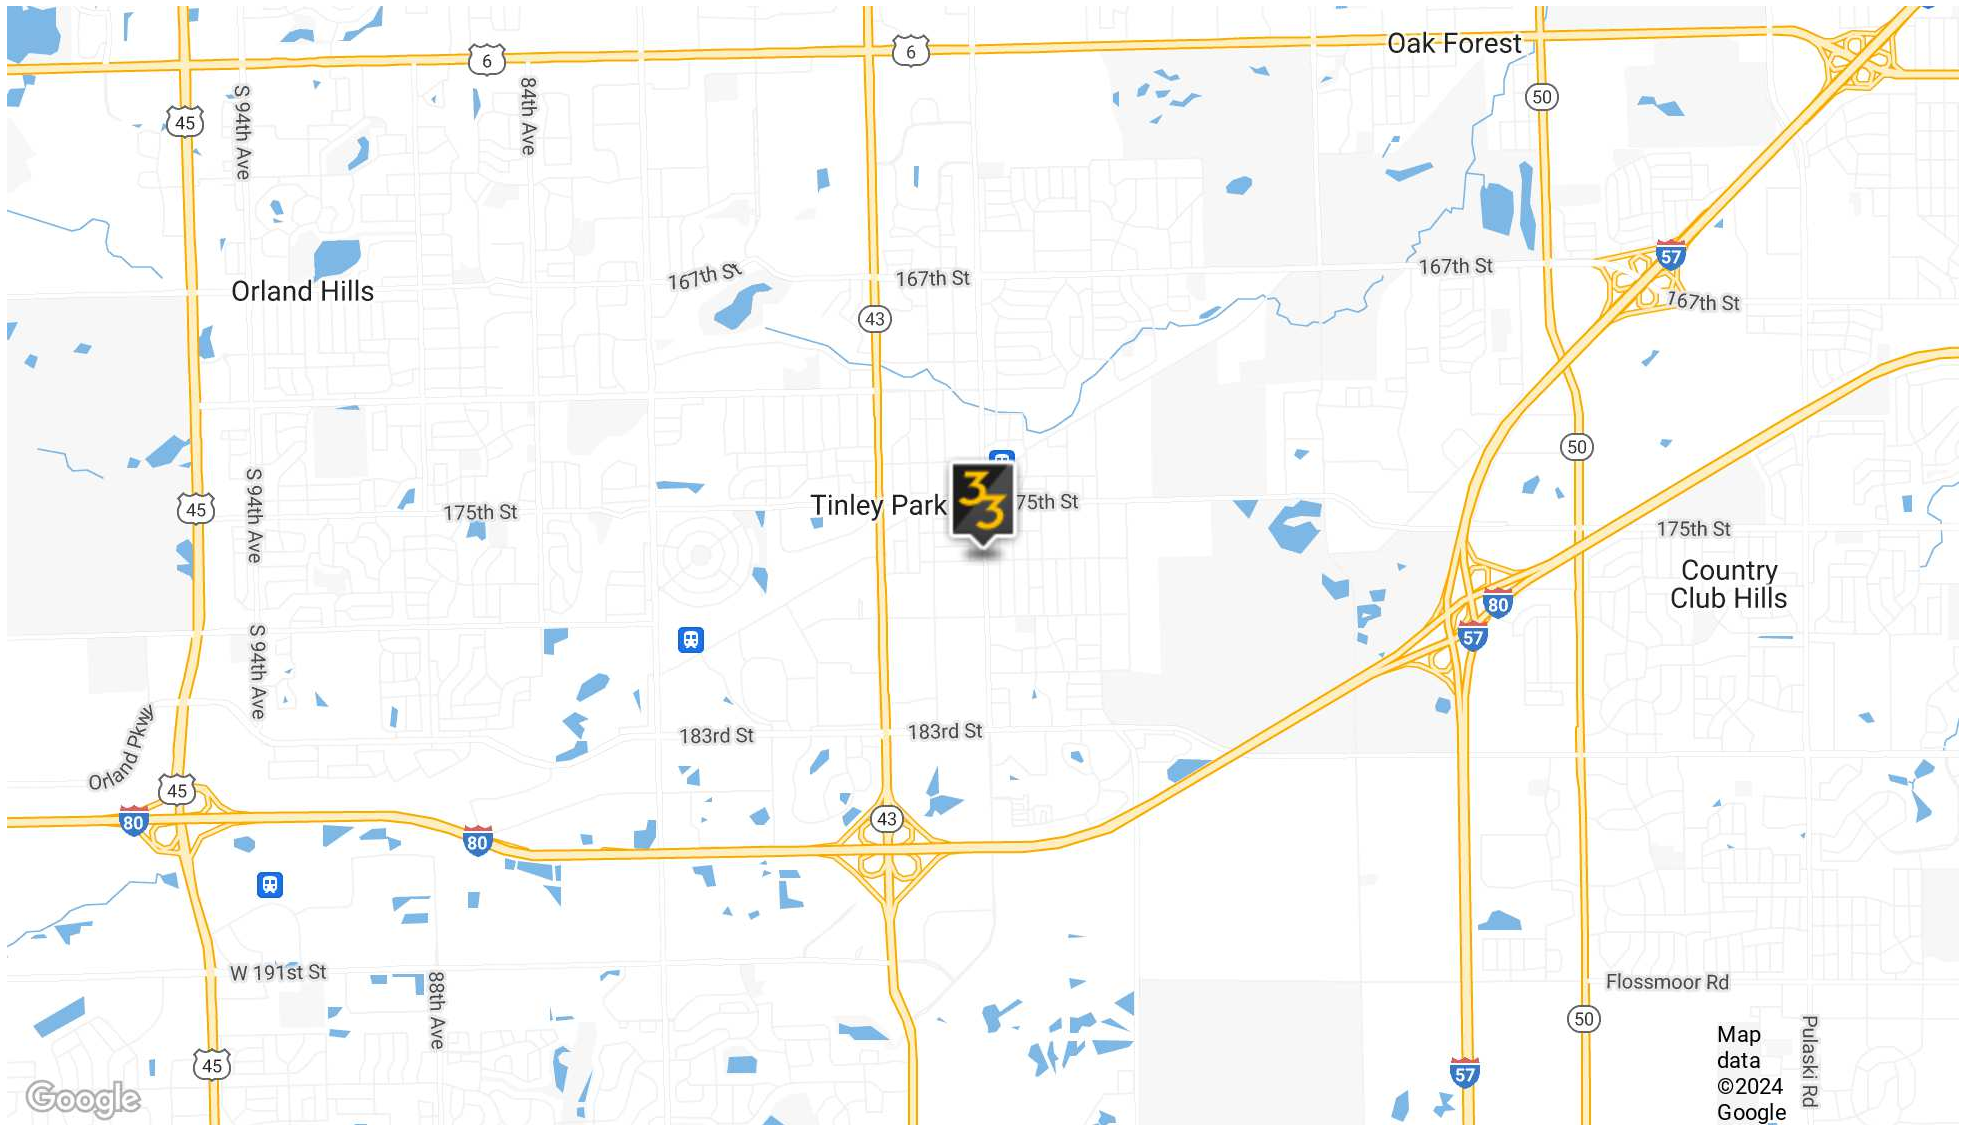 Oak Forest
6
6
45
S 94th Ave
84th Ave
50
57
167th St
167th St
167th St
167th St
Orland Hills
43
50
33
Tinley Park
75th St
175th St
45
S 94th Ave
175th St
Country
Club Hills
80
57
S 94th Ave
Orland Pkwy
183rd St
183rd St
45
80
80
43
W 191st St
88th Ave
Flossmoor Rd
50
Pulaski Rd
45
57
Map
data
©2024
Google
Google